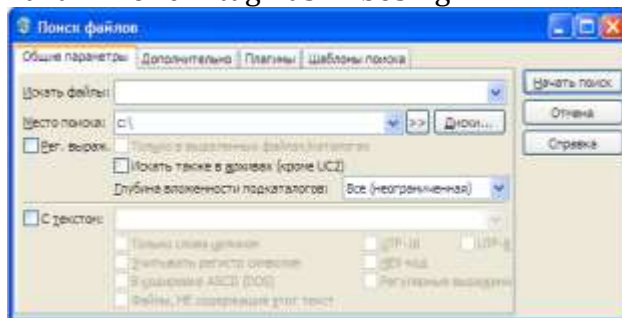 Поиск файлов
Общие параметры Дополнительно Плагины Шаблоны поиска
Искать файлы:
Начать поиск
Место поиска: c:\ >> Диски...
Отмена
Рег. выраж. Только в выделенных файлах/каталогах
Справка
Искать также в архивах (кроме UC2)
Глубина вложенности подкаталогов: Все (неограниченная)
С текстом:
Только слова целиком UTP-16 UTP-8
Учитывать регистр символов HEX-код
В кодировке ASCII (DOS) Регулярные выражения
Файлы, НЕ содержащие этот текст